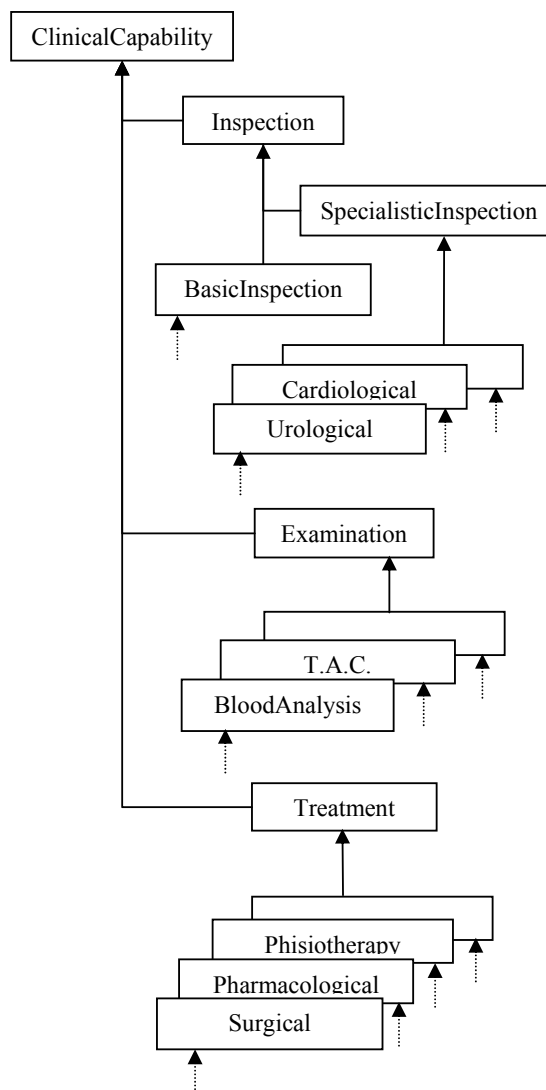 ClinicalCapability
Inspection
SpecialisticInspection
BasicInspection
Cardiological
Urological
Examination
T.A.C.
BloodAnalysis
Treatment
Phisiotherapy
Pharmacological
Surgical